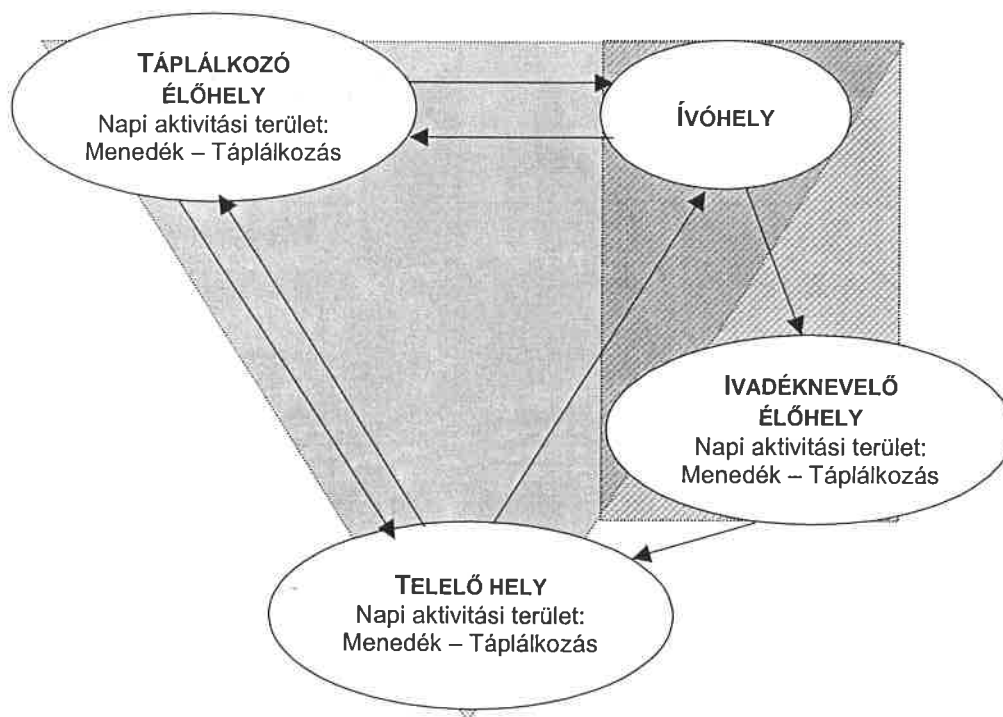 TÁPLÁLKOZÓ
ÉLŐHELY
Napi aktivitási terület:
Menedék – Táplálkozás
ÍVÓHELY
IVADÉKNEVELŐ
ÉLŐHELY
Napi aktivitási terület:
Menedék – Táplálkozás
TELELŐ HELY
Napi aktivitási terület:
Menedék – Táplálkozás